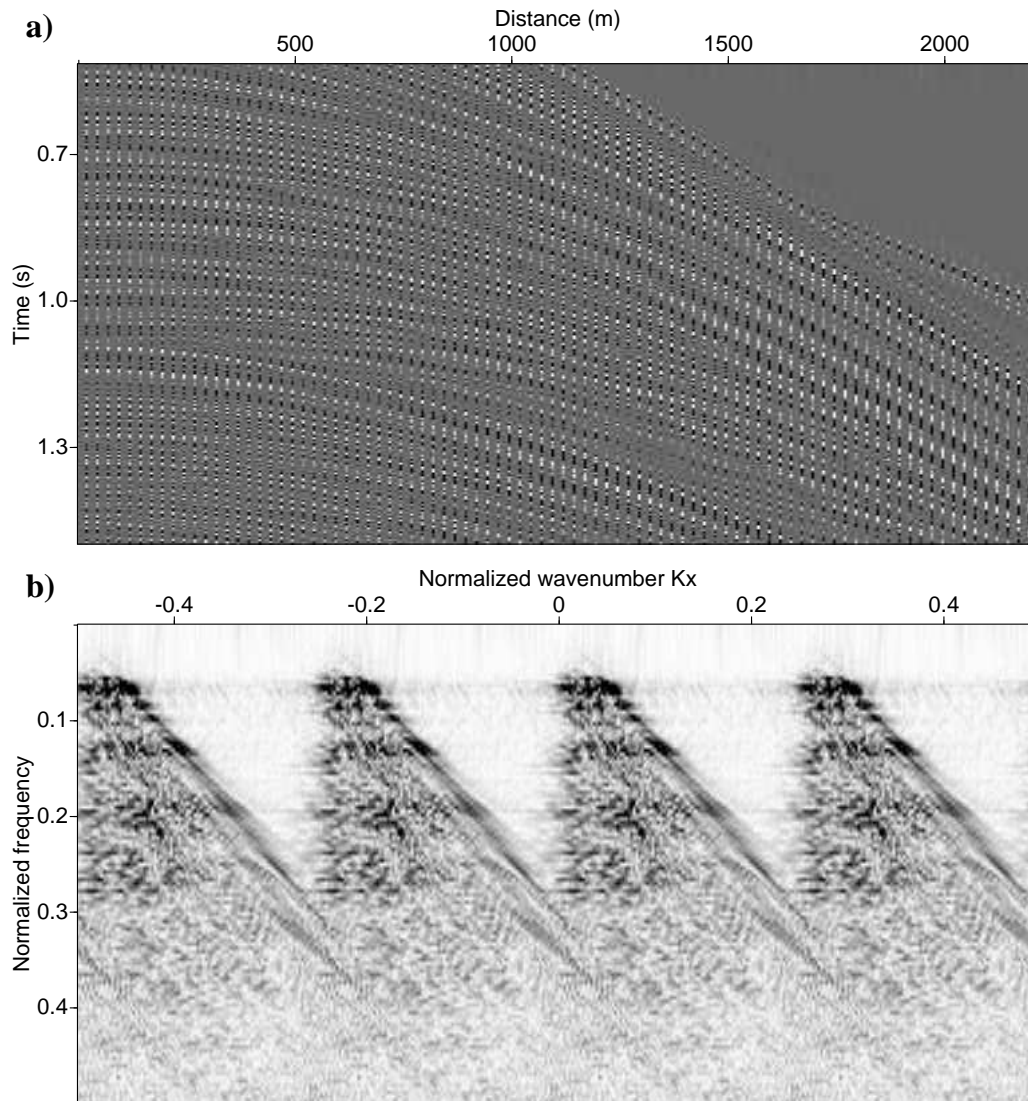 a)
Distance (m)
500 1000 1500 2000
Time (s)
0.7
1.0
1.3
b)
Normalized wavenumber Kx
-0.4 -0.2 0 0.2 0.4
Normalized frequency
0.1
0.2
0.3
0.4